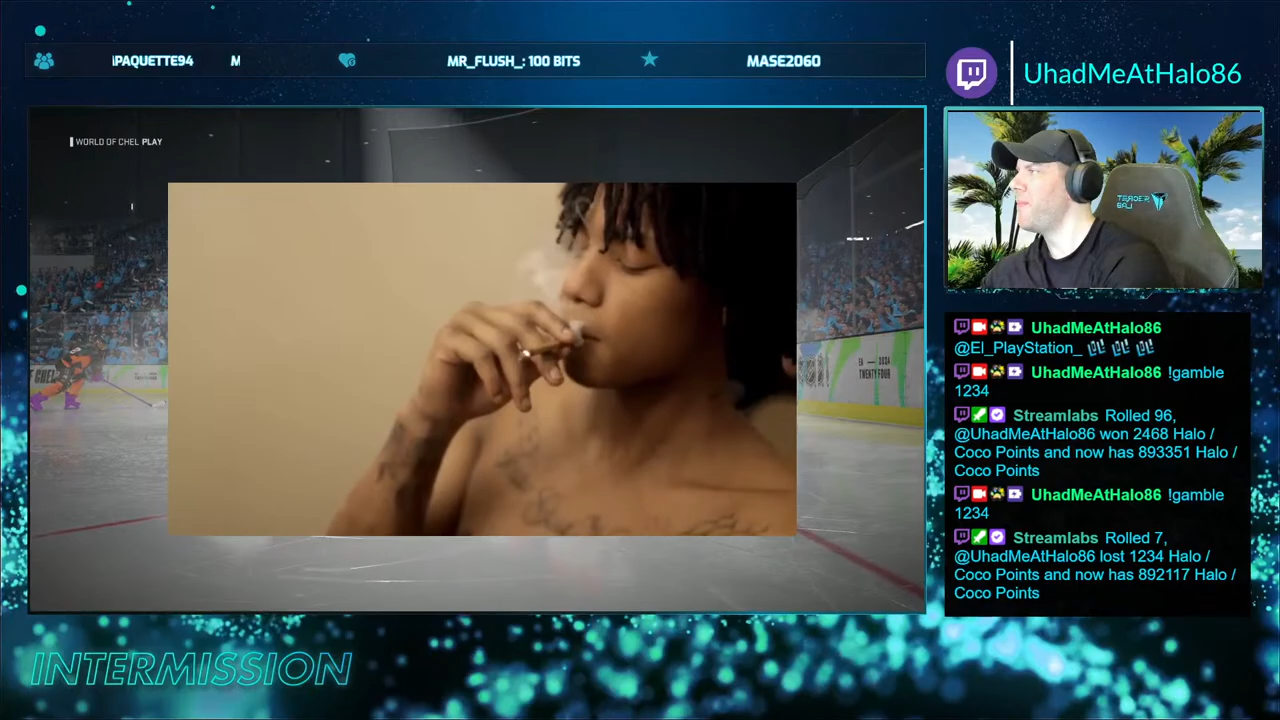 IPAQUETTE94 M
MR_FLUSH_: 100 BITS
MASE2060
UhadMeAtHalo86
WORLD OF CHEL PLAY
UhadMeAtHalo86
@El_PlayStation_
UhadMeAtHalo86 !gamble
1234
Streamlabs Rolled 96,
@UhadMeAtHalo86 won 2468 Halo /
Coco Points and now has 893351 Halo /
Coco Points
UhadMeAtHalo86 !gamble
1234
Streamlabs Rolled 7,
@UhadMeAtHalo86 lost 1234 Halo /
Coco Points and now has 892117 Halo /
Coco Points
INTERMISSION